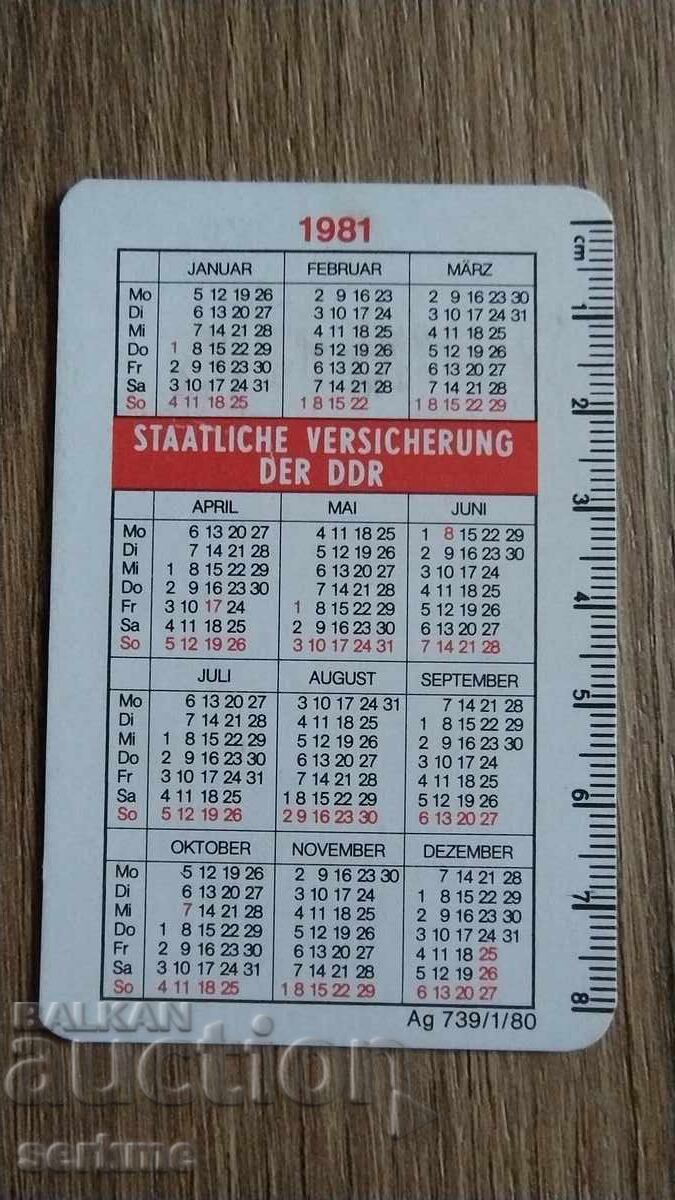 1981
JANUAR FEBRUAR MÄRZ
Mo 5 12 19 26 2 9 16 23 2 9 16 23 30
Di 6 13 20 27 3 10 17 24 3 10 17 24 31
Mi 7 14 21 28 4 11 18 25 4 11 18 25
Do 1 8 15 22 29 5 12 19 26 5 12 19 26
Fr 2 9 16 23 30 6 13 20 27 6 13 20 27
Sa 3 10 17 24 31 7 14 21 28 7 14 21 28
So 4 11 18 25 1 8 15 22 1 8 15 22 29
STAATLICHE VERSICHERUNG
DER DDR
APRIL MAI JUNI
Mo 6 13 20 27 4 11 18 25 1 8 15 22 29
Di 7 14 21 28 5 12 19 26 2 9 16 23 30
Mi 1 8 15 22 29 6 13 20 27 3 10 17 24
Do 2 9 16 23 30 7 14 21 28 4 11 18 25
Fr 3 10 17 24 1 8 15 22 29 5 12 19 26
Sa 4 11 18 25 2 9 16 23 30 6 13 20 27
So 5 12 19 26 3 10 17 24 31 7 14 21 28
JULI AUGUST SEPTEMBER
Mo 6 13 20 27 3 10 17 24 31 7 14 21 28
Di 7 14 21 28 4 11 18 25 1 8 15 22 29
Mi 1 8 15 22 29 5 12 19 26 2 9 16 23 30
Do 2 9 16 23 30 6 13 20 27 3 10 17 24
Fr 3 10 17 24 31 7 14 21 28 4 11 18 25
Sa 4 11 18 25 1 8 15 22 29 5 12 19 26
So 5 12 19 26 2 9 16 23 30 6 13 20 27
OKTOBER NOVEMBER DEZEMBER
Mo 5 12 19 26 2 9 16 23 30 7 14 21 28
Di 6 13 20 27 3 10 17 24 1 8 15 22 29
Mi 7 14 21 28 4 11 18 25 2 9 16 23 30
Do 1 8 15 22 29 5 12 19 26 3 10 17 24 31
Fr 2 9 16 23 30 6 13 20 27 4 11 18 25
Sa 3 10 17 24 31 7 14 21 28 5 12 19 26
So 4 11 18 25 1 8 15 22 29 6 13 20 27
Ag 739/1/80
cm 1 2 3 4 5 6 7 8
BALKAN
auction
sertme